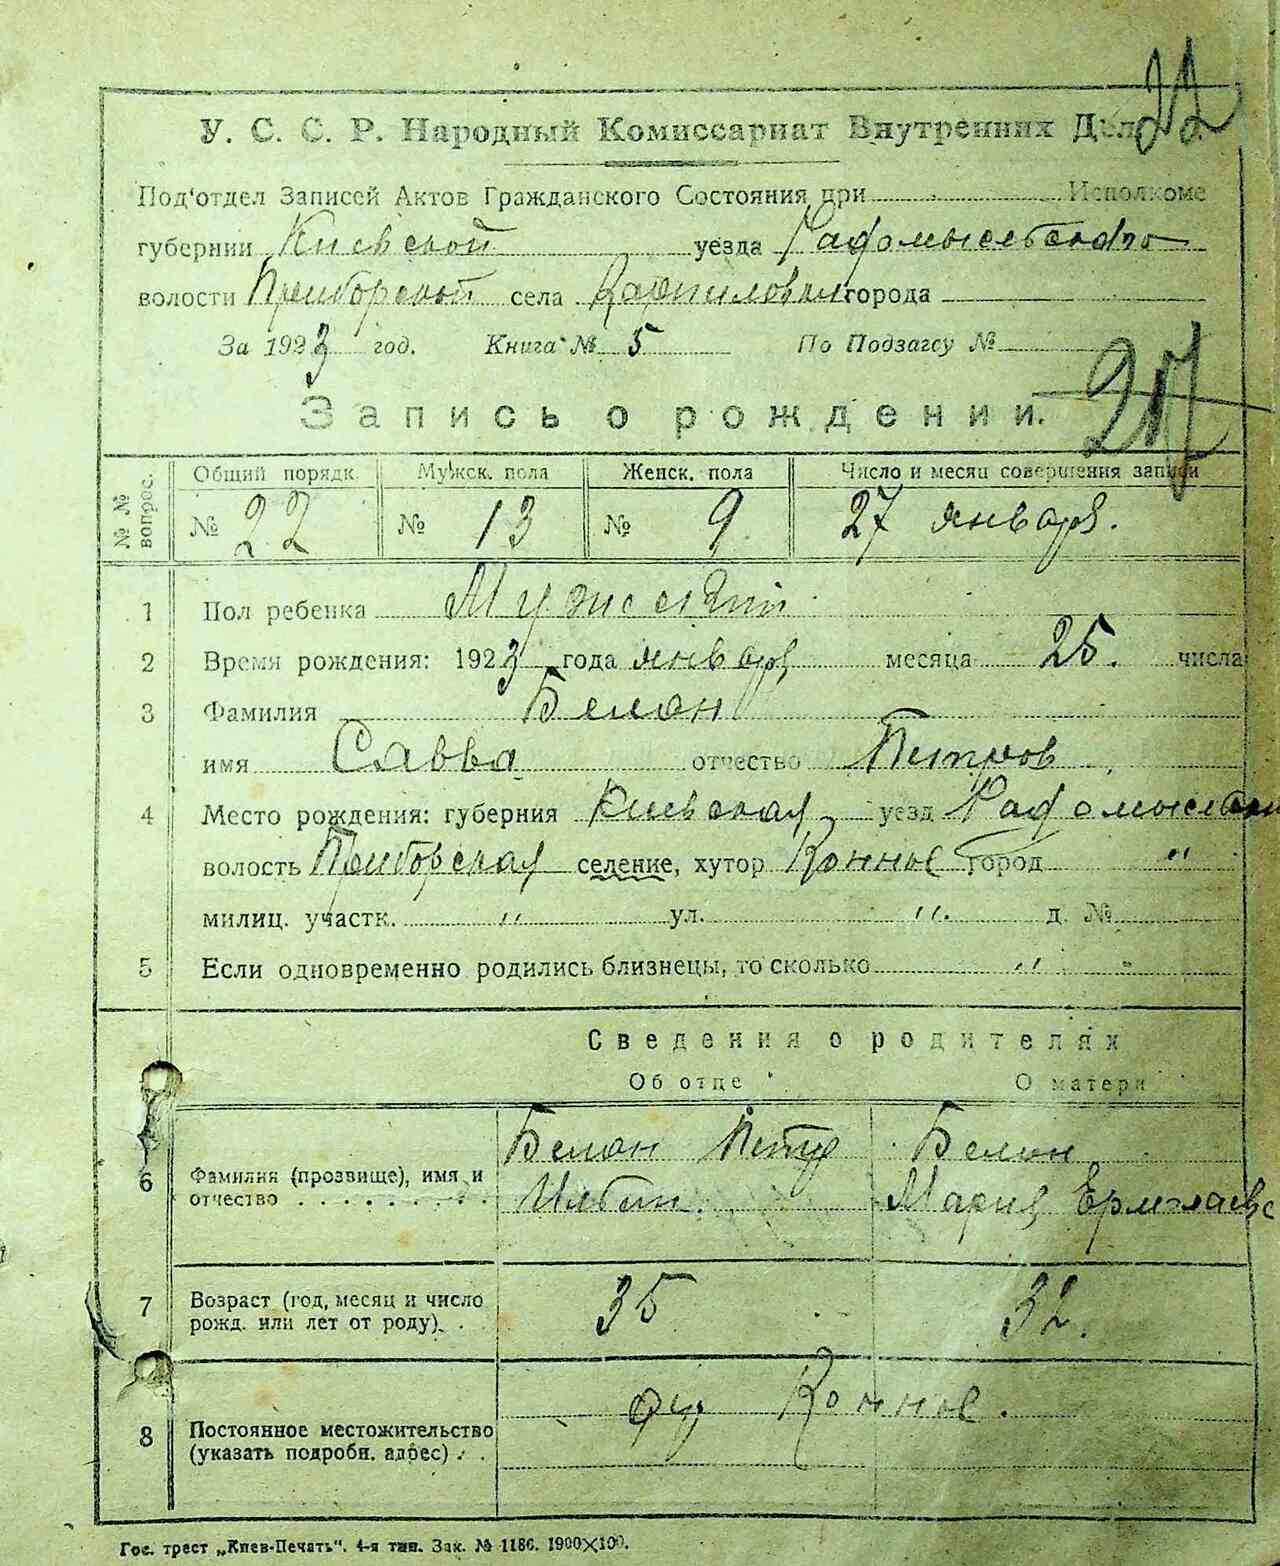 22
У. С. С. Р. Народный Комиссариат Внутренних Дел
Под'отдел Записей Актов Гражданского Состояния при Исполкоме
губернии Киевской уезда Радомысльского
волости Приборской села города
За 1923 год. Книга № 5 По Подзагсу №
217
Запись о рождении.
№ № вопрос. Общий порядк. Мужск. пола Женск. пола Число и месяц совершения записи
№ 22 № 13 № 9 27 января.
1 Пол ребенка Мужской
2 Время рождения: 1923 года января месяца 25. числа
3 Фамилия Белан
имя Савва отчество Петров
4 Место рождения: губерния Киевская уезд
волость Приборская селение, хутор город "
милиц. участк. " ул. " д. №
5 Если одновременно родились близнецы, то сколько "
Сведения о родителях
Об отце О матери
6 Фамилия (прозвище), имя и отчество Белан Петр Ильин. Белан Мария
7 Возраст (год, месяц и число рожд. или лет от роду). 35 32.
8 Постоянное местожительство (указать подробн. адрес)
Гос. трест „Киев-Печать". 4-я тип. Зак. № 1186. 1900×100.